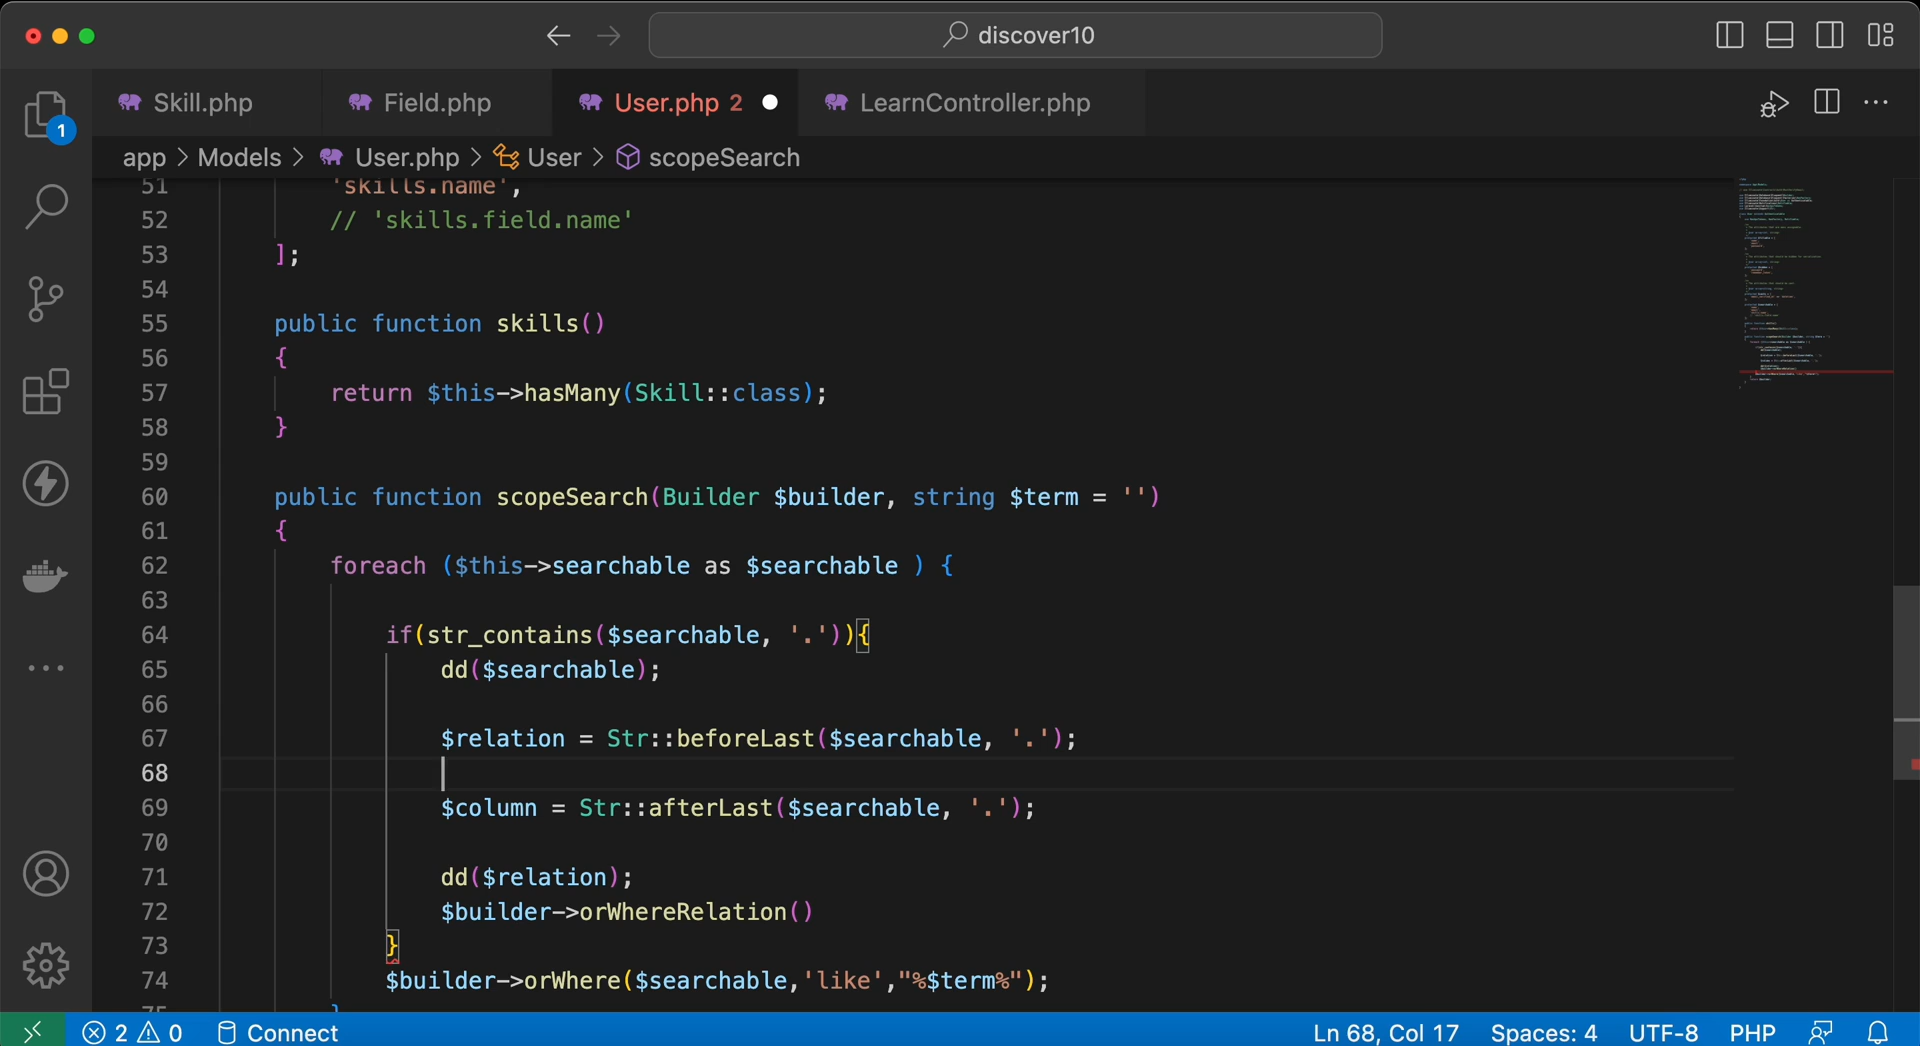 discover10
Skill.php
Field.php
User.php 2
LearnController.php
1
app > Models > User.php > User > scopeSearch
51 'skills.name',
52 // 'skills.field.name'
53 ];
54
55 public function skills()
56 {
57 return $this->hasMany(Skill::class);
58 }
59
60 public function scopeSearch(Builder $builder, string $term = '')
61 {
62 foreach ($this->searchable as $searchable ) {
63
64 if(str_contains($searchable, '.')){
65 dd($searchable);
66
67 $relation = Str::beforeLast($searchable, '.');
68
69 $column = Str::afterLast($searchable, '.');
70
71 dd($relation);
72 $builder->orWhereRelation()
73 }
74 $builder->orWhere($searchable,'like',"%$term%");
75 }
2 0 Connect
Ln 68, Col 17 Spaces: 4 UTF-8 PHP